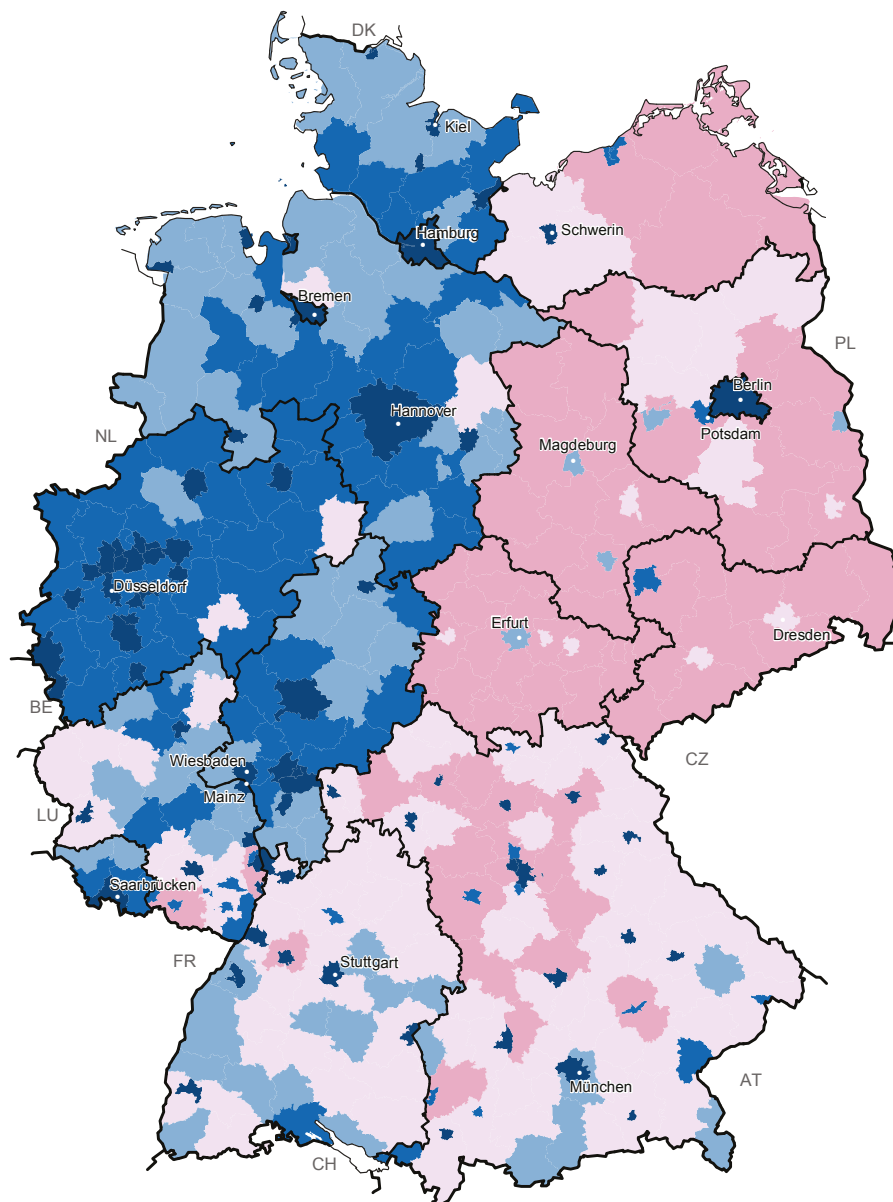 DK
Kiel
Schwerin
Hamburg
Bremen
PL
Berlin
Hannover
NL
Potsdam
Magdeburg
Düsseldorf
Erfurt
Dresden
BE
CZ
Wiesbaden
Mainz
LU
Saarbrücken
FR
Stuttgart
München
AT
CH